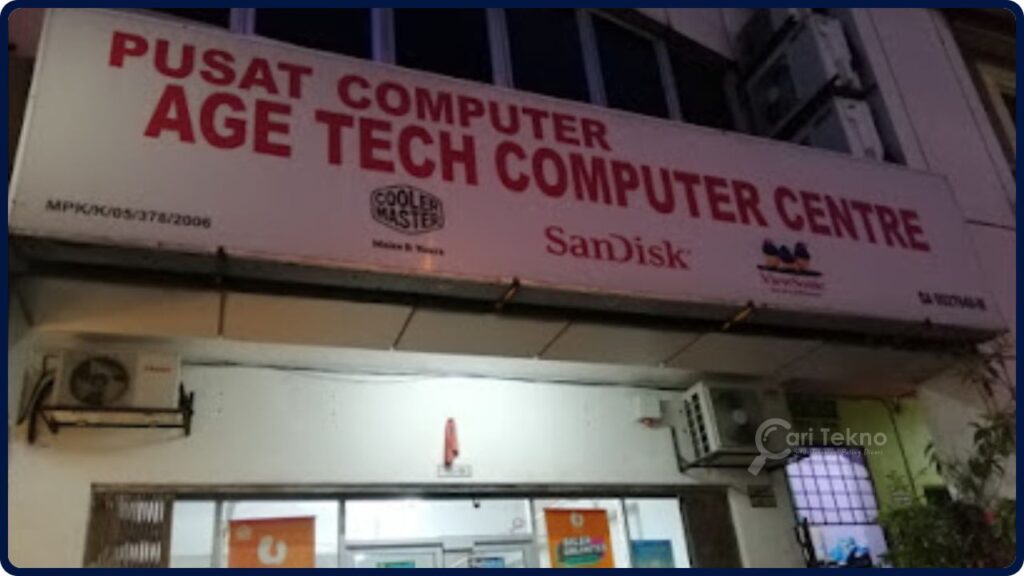 PUSAT COMPUTER
AGE TECH COMPUTER CENTRE
MPK/K/05/378/2006
COOLER
MASTER
SanDisk
ViewSonic
Cari Tekno
U